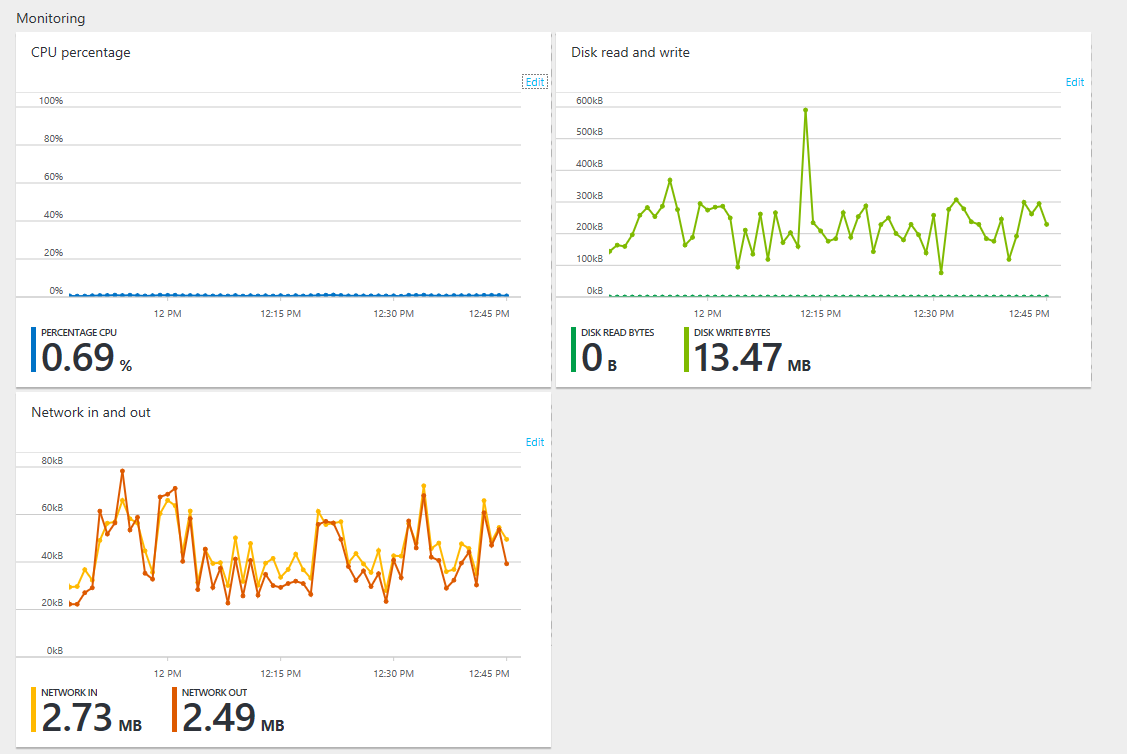 Monitoring
CPU percentage
Edit
100%
80%
60%
40%
20%
0%
12 PM 12:15 PM 12:30 PM 12:45 PM
PERCENTAGE CPU
0.69 %
Disk read and write
Edit
600kB
500kB
400kB
300kB
200kB
100kB
0kB
12 PM 12:15 PM 12:30 PM 12:45 PM
DISK READ BYTES DISK WRITE BYTES
0 B 13.47 MB
Network in and out
Edit
80kB
60kB
40kB
20kB
0kB
12 PM 12:15 PM 12:30 PM 12:45 PM
NETWORK IN NETWORK OUT
2.73 MB 2.49 MB